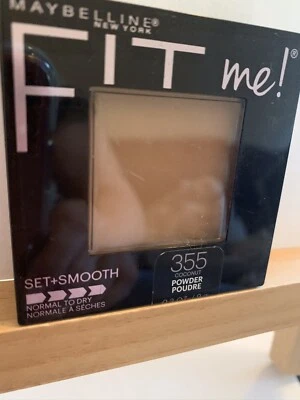 MAYBELLINE®
NEW YORK
FIT me!®
SET+SMOOTH
NORMAL TO DRY
NORMALE À SÈCHES
355
COCONUT
POWDER
POUDRE